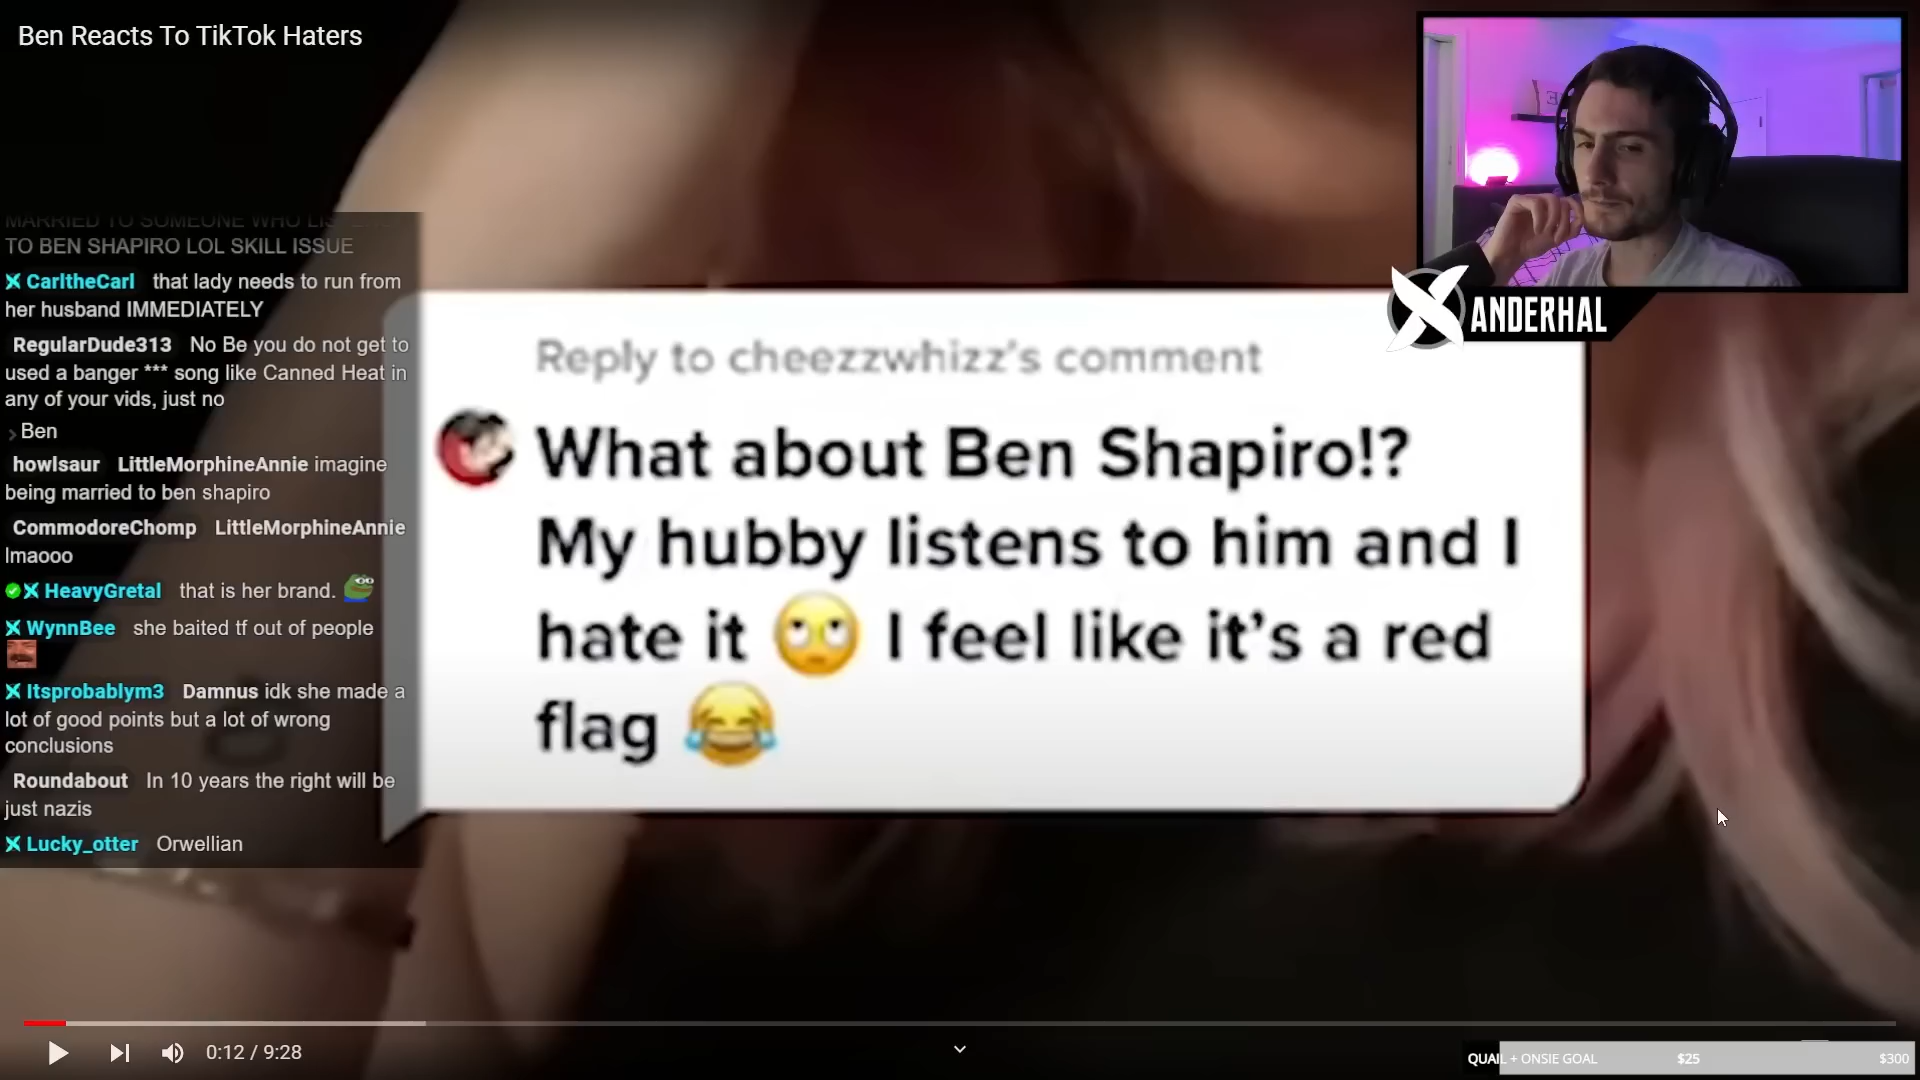 Ben Reacts To TikTok Haters
TO BEN SHAPIRO LOL SKILL ISSUE
CarltheCarl that lady needs to run from
her husband IMMEDIATELY
RegularDude313 No Be you do not get to
used a banger *** song like Canned Heat in
any of your vids, just no
Ben
howlsaur LittleMorphineAnnie imagine
being married to ben shapiro
CommodoreChomp LittleMorphineAnnie
lmaooo
HeavyGretal that is her brand.
WynnBee she baited tf out of people
Itsprobablym3 Damnus idk she made a
lot of good points but a lot of wrong
conclusions
Roundabout In 10 years the right will be
just nazis
Lucky_otter Orwellian
Reply to cheezzwhizz's comment
What about Ben Shapiro!?
My hubby listens to him and I
hate it 🙄 I feel like it's a red
flag 😂
XANDERHAL
0:12 / 9:28
QUAIL + ONSIE GOAL $25 $300